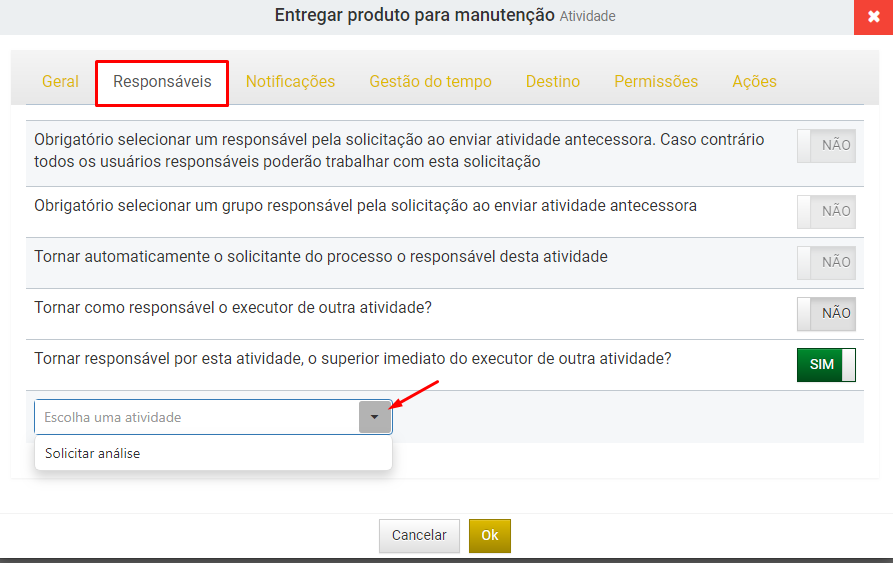 Entregar produto para manutenção Atividade
Geral Responsáveis Notificações Gestão do tempo Destino Permissões Ações
Obrigatório selecionar um responsável pela solicitação ao enviar atividade antecessora. Caso contrário
todos os usuários responsáveis poderão trabalhar com esta solicitação
NÃO
Obrigatório selecionar um grupo responsável pela solicitação ao enviar atividade antecessora
NÃO
Tornar automaticamente o solicitante do processo o responsável desta atividade
NÃO
Tornar como responsável o executor de outra atividade?
NÃO
Tornar responsável por esta atividade, o superior imediato do executor de outra atividade?
SIM
Escolha uma atividade
Solicitar análise
Cancelar Ok